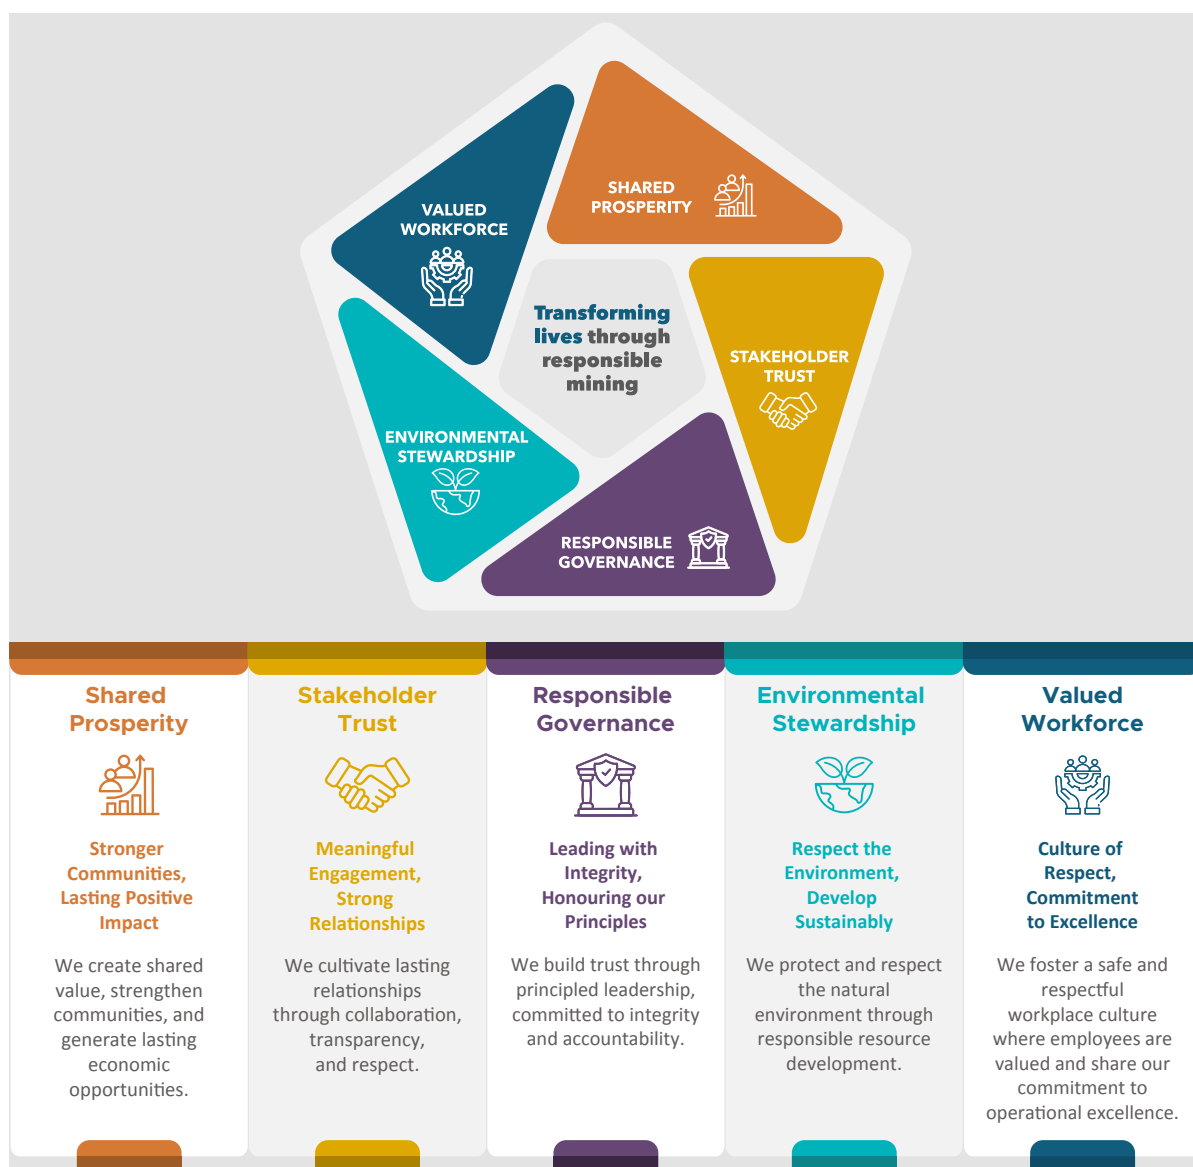 SHARED
PROSPERITY
VALUED
WORKFORCE
Transforming
lives through
responsible
mining
STAKEHOLDER
TRUST
ENVIRONMENTAL
STEWARDSHIP
RESPONSIBLE
GOVERNANCE
Shared
Prosperity
Stronger
Communities,
Lasting Positive
Impact
We create shared
value, strengthen
communities, and
generate lasting
economic
opportunities.
Stakeholder
Trust
Meaningful
Engagement,
Strong
Relationships
We cultivate lasting
relationships
through collaboration,
transparency,
and respect.
Responsible
Governance
Leading with
Integrity,
Honouring our
Principles
We build trust through
principled leadership,
committed to integrity
and accountability.
Environmental
Stewardship
Respect the
Environment,
Develop
Sustainably
We protect and respect
the natural
environment through
responsible resource
development.
Valued
Workforce
Culture of
Respect,
Commitment
to Excellence
We foster a safe and
respectful
workplace culture
where employees are
valued and share our
commitment to
operational excellence.